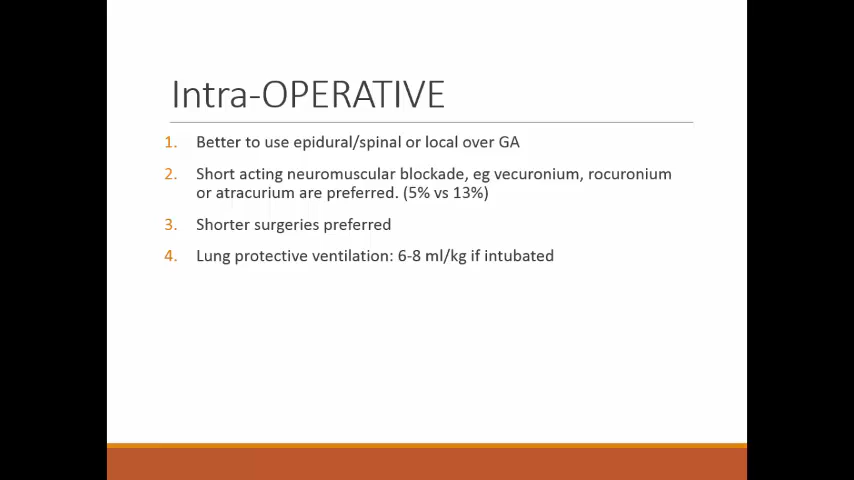 Intra-OPERATIVE
1. Better to use epidural/spinal or local over GA
2. Short acting neuromuscular blockade, eg vecuronium, rocuronium
or atracurium are preferred. (5% vs 13%)
3. Shorter surgeries preferred
4. Lung protective ventilation: 6-8 ml/kg if intubated